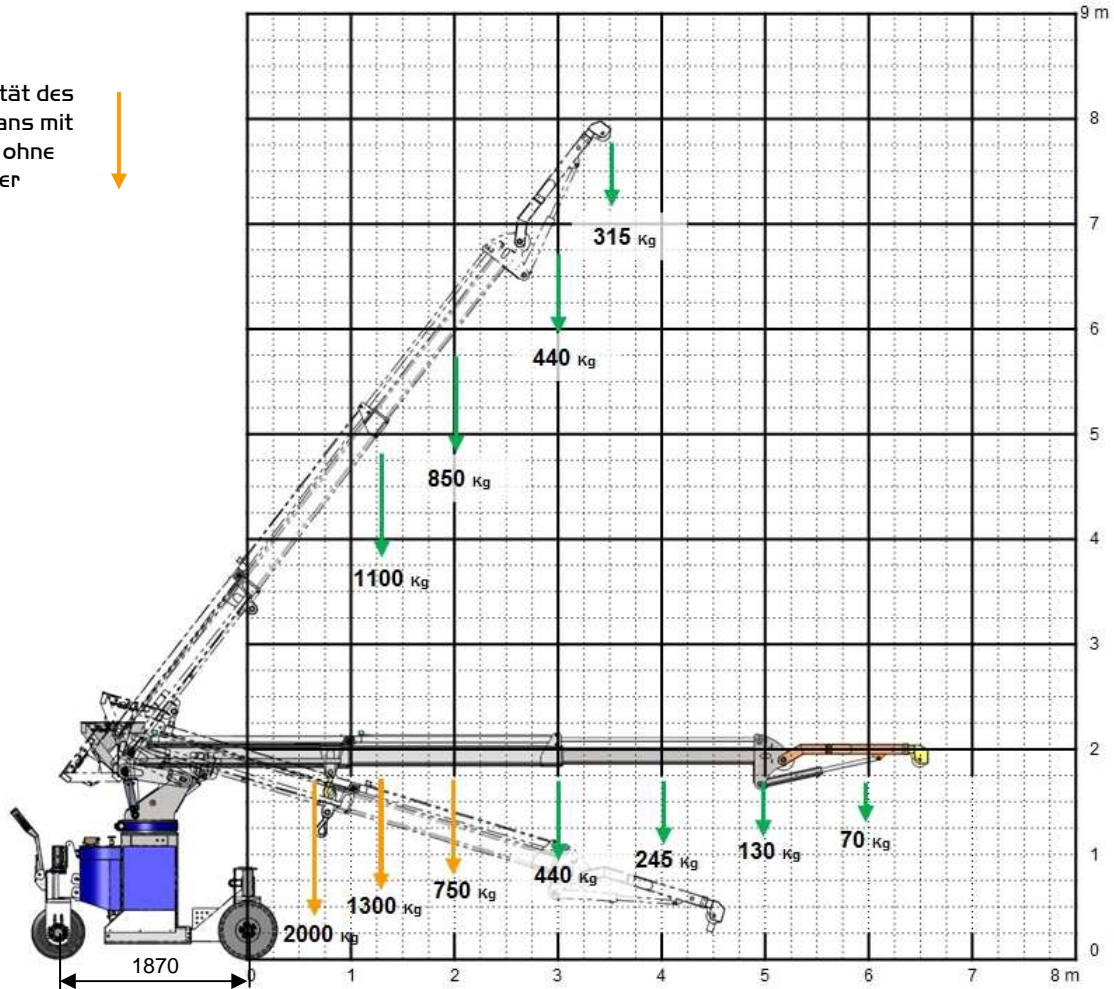 9 m
tät des
ans mit
ohne
er
8
7
315 Kg
6
440 Kg
5
850 Kg
4
1100 Kg
3
2
1
70 Kg
130 Kg
245 Kg
440 Kg
750 Kg
1300 Kg
2000 Kg
0
1870
0 1 2 3 4 5 6 7 8 m